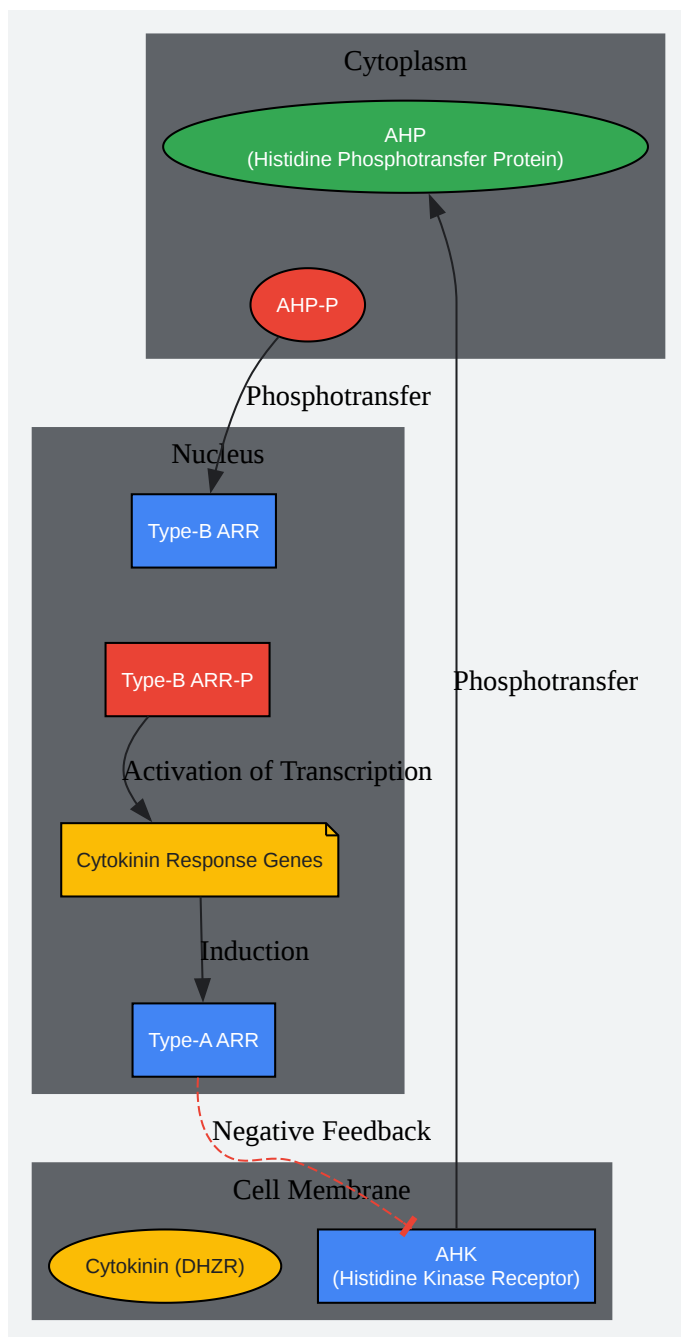 Cytoplasm
AHP
(Histidine Phosphotransfer Protein)
AHP-P
Phosphotransfer
Nucleus
Type-B ARR
Type-B ARR-P
Phosphotransfer
Activation of Transcription
Cytokinin Response Genes
Induction
Type-A ARR
Negative Feedback
Cell Membrane
Cytokinin (DHZR)
AHK
(Histidine Kinase Receptor)